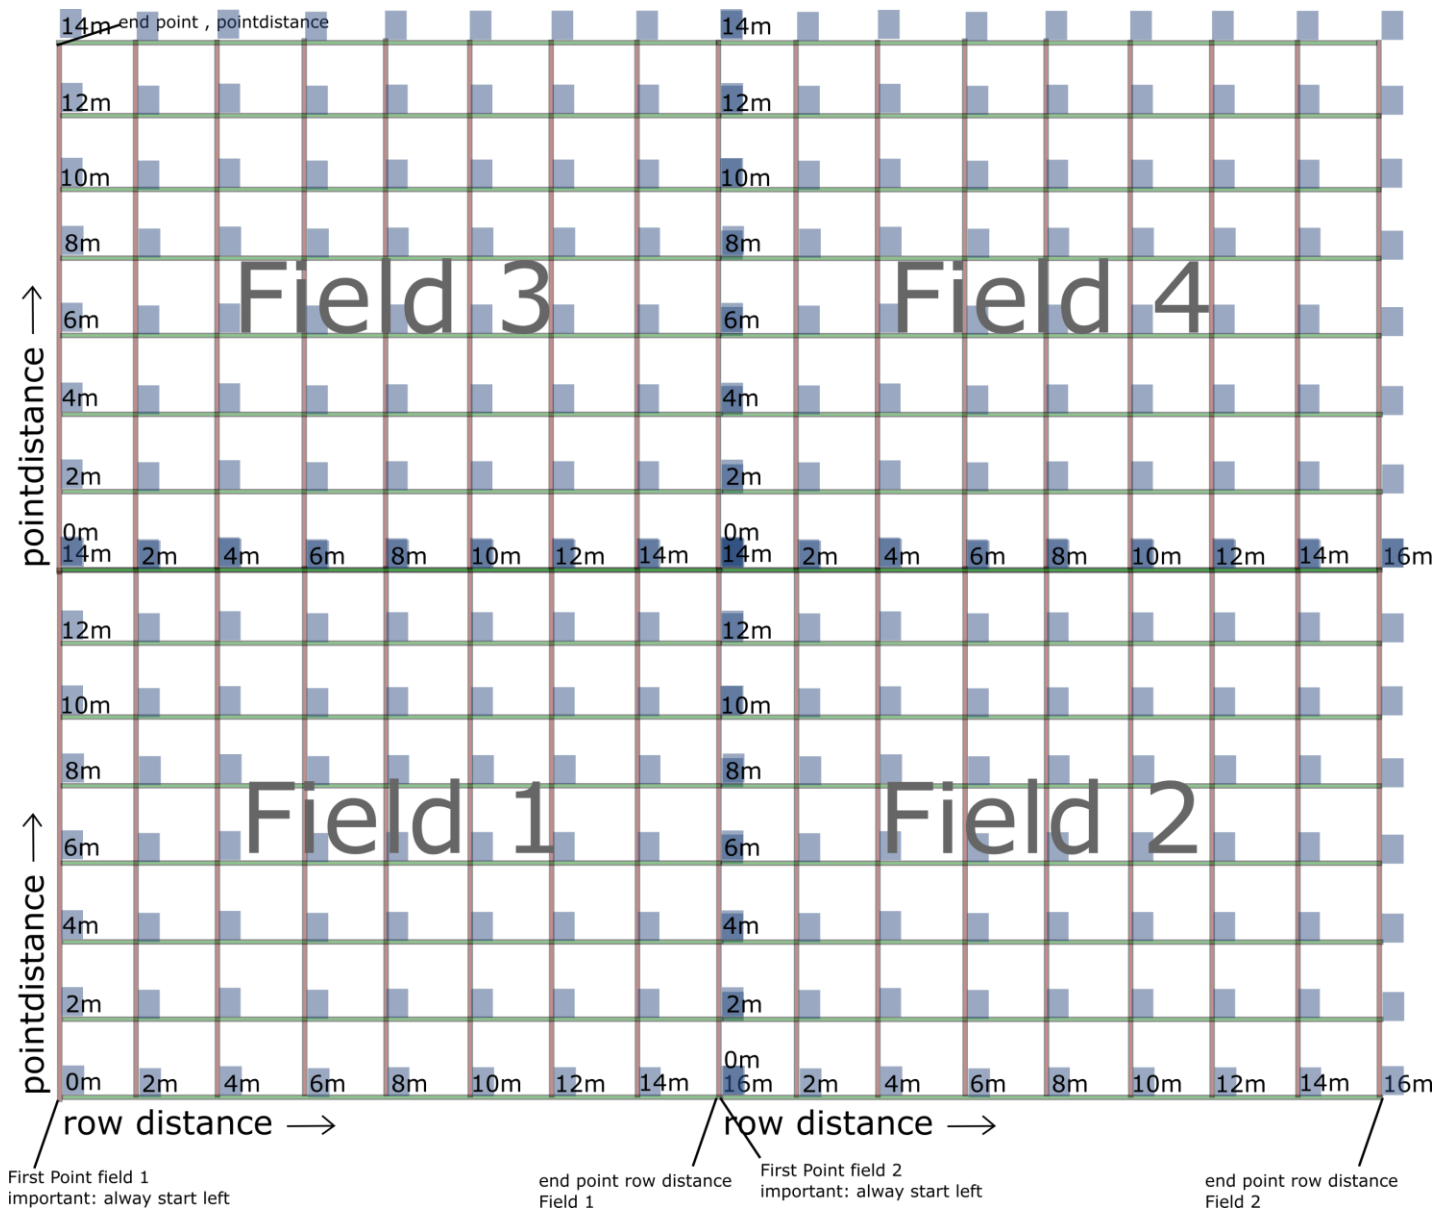 14m end point , pointdistance 14m
12m 12m
10m 10m
8m 8m
Field 3 Field 4
6m 6m
4m 4m
2m 2m
0m 0m
14m 2m 4m 6m 8m 10m 12m 14m 14m 2m 4m 6m 8m 10m 12m 14m 16m
pointdistance
12m 12m
10m 10m
8m 8m
Field 1 Field 2
6m 6m
4m 4m
2m 2m
0m
0m 2m 4m 6m 8m 10m 12m 14m 16m 2m 4m 6m 8m 10m 12m 14m 16m
pointdistance
row distance row distance
First Point field 1
important: alway start left
end point row distance
Field 1
First Point field 2
important: alway start left
end point row distance
Field 2